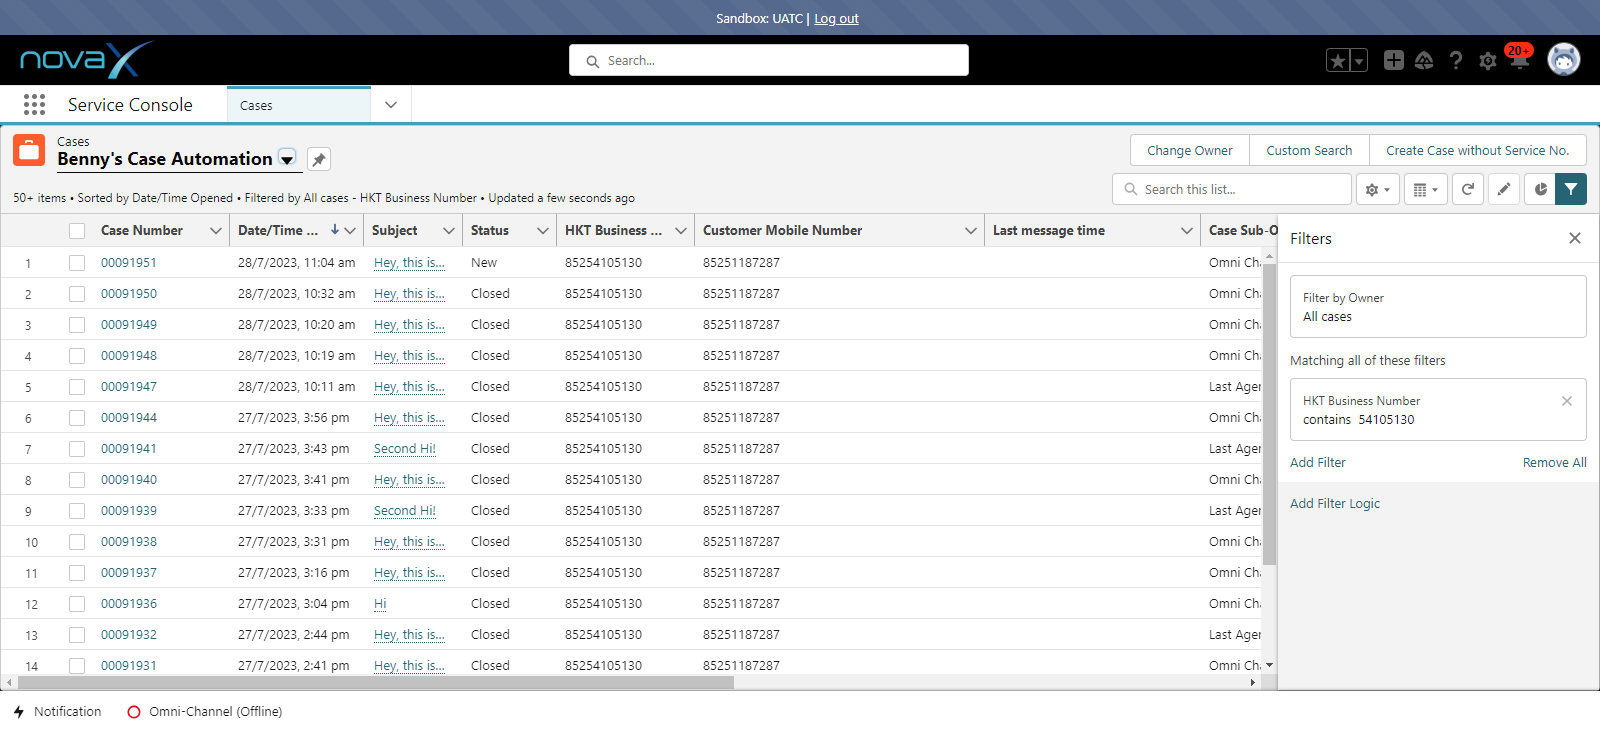 Sandbox: UATC | Log out
novaX
Search...
20+
Service Console
Cases
Cases
Benny's Case Automation
Change Owner
Custom Search
Create Case without Service No.
50+ items • Sorted by Date/Time Opened • Filtered by All cases - HKT Business Number • Updated a few seconds ago
Search this list...
Case Number Date/Time ... Subject Status HKT Business ... Customer Mobile Number Last message time Case Sub-O
1 00091951 28/7/2023, 11:04 am Hey, this is... New 85254105130 85251187287 Omni Cha
2 00091950 28/7/2023, 10:32 am Hey, this is... Closed 85254105130 85251187287 Omni Cha
3 00091949 28/7/2023, 10:20 am Hey, this is... Closed 85254105130 85251187287 Omni Cha
4 00091948 28/7/2023, 10:19 am Hey, this is... Closed 85254105130 85251187287 Omni Cha
5 00091947 28/7/2023, 10:11 am Hey, this is... Closed 85254105130 85251187287 Last Agen
6 00091944 27/7/2023, 3:56 pm Hey, this is... Closed 85254105130 85251187287 Omni Cha
7 00091941 27/7/2023, 3:43 pm Second Hi! Closed 85254105130 85251187287 Last Agen
8 00091940 27/7/2023, 3:41 pm Hey, this is... Closed 85254105130 85251187287 Omni Cha
9 00091939 27/7/2023, 3:33 pm Second Hi! Closed 85254105130 85251187287 Last Agen
10 00091938 27/7/2023, 3:31 pm Hey, this is... Closed 85254105130 85251187287 Omni Cha
11 00091937 27/7/2023, 3:16 pm Hey, this is... Closed 85254105130 85251187287 Omni Cha
12 00091936 27/7/2023, 3:04 pm Hi Closed 85254105130 85251187287 Omni Cha
13 00091932 27/7/2023, 2:44 pm Hey, this is... Closed 85254105130 85251187287 Last Agen
14 00091931 27/7/2023, 2:41 pm Hey, this is... Closed 85254105130 85251187287 Omni Cha
Filters
Filter by Owner
All cases
Matching all of these filters
HKT Business Number
contains 54105130
Add Filter
Remove All
Add Filter Logic
Notification
Omni-Channel (Offline)